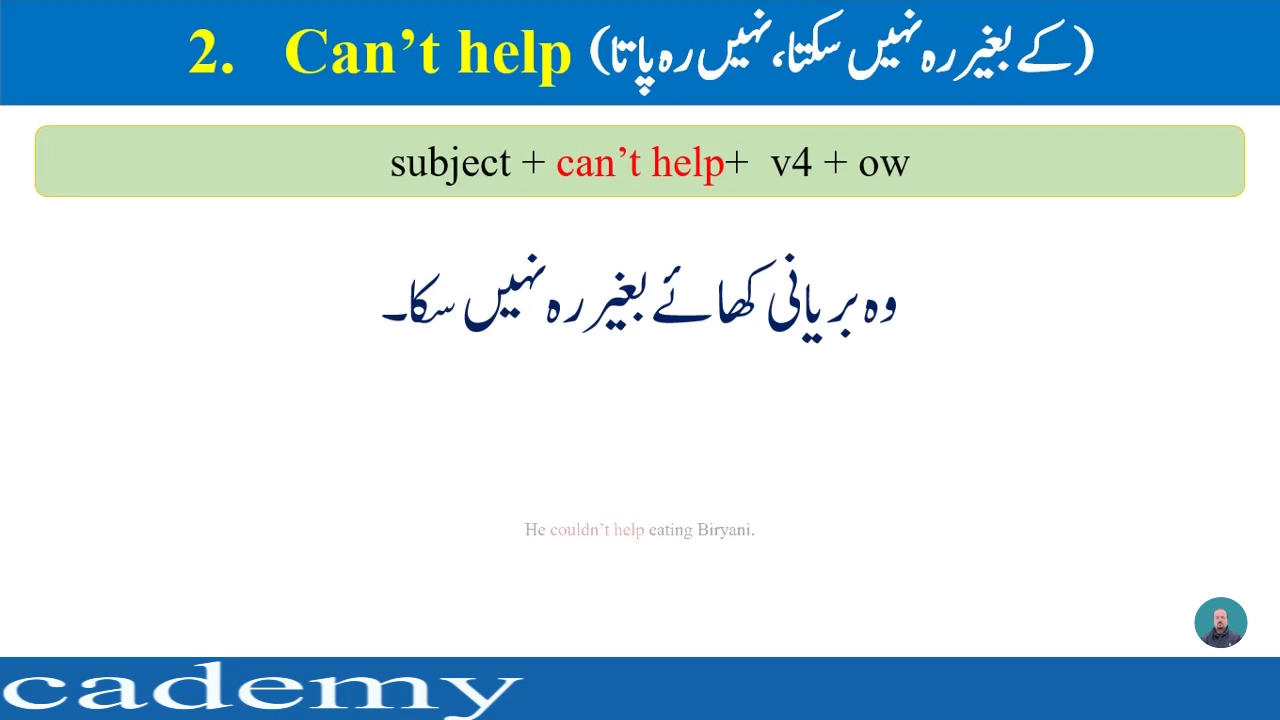 2. Can’t help (کے بغیر رہ نہیں سکتا، نہیں رہ پاتا)
subject + can’t help+ v4 + ow
وہ بریانی کھائے بغیر رہ نہیں سکا۔
He couldn’t help eating Biryani.
cademy